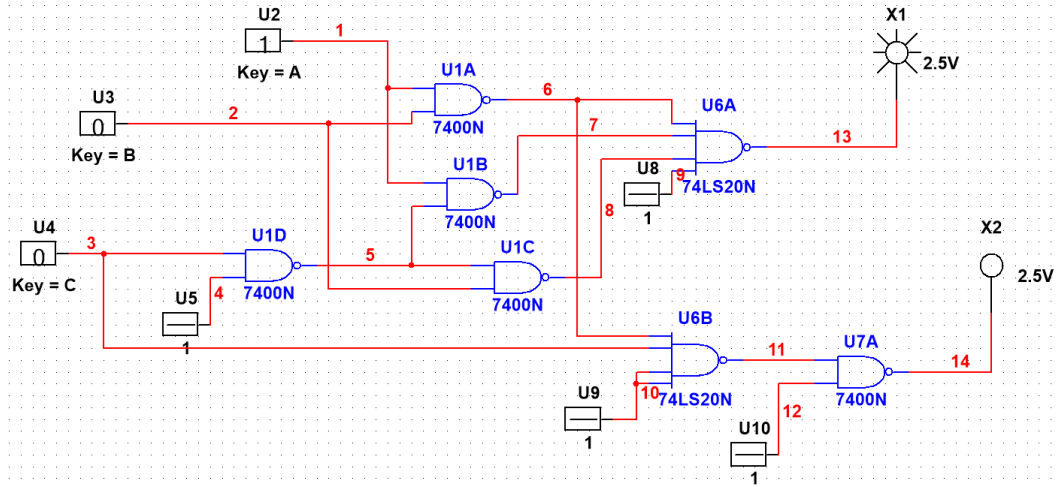 U2
1
1
Key = A
U3
0
2
Key = B
U4
0
3
Key = C
U1A
7400N
6
U1B
7400N
7
U1D
7400N
5
U5
4
1
U1C
7400N
8
U6A
74LS20N
U8
9
1
13
X1
2.5V
X2
2.5V
U6B
74LS20N
U9
10
1
11
U7A
7400N
14
U10
12
1